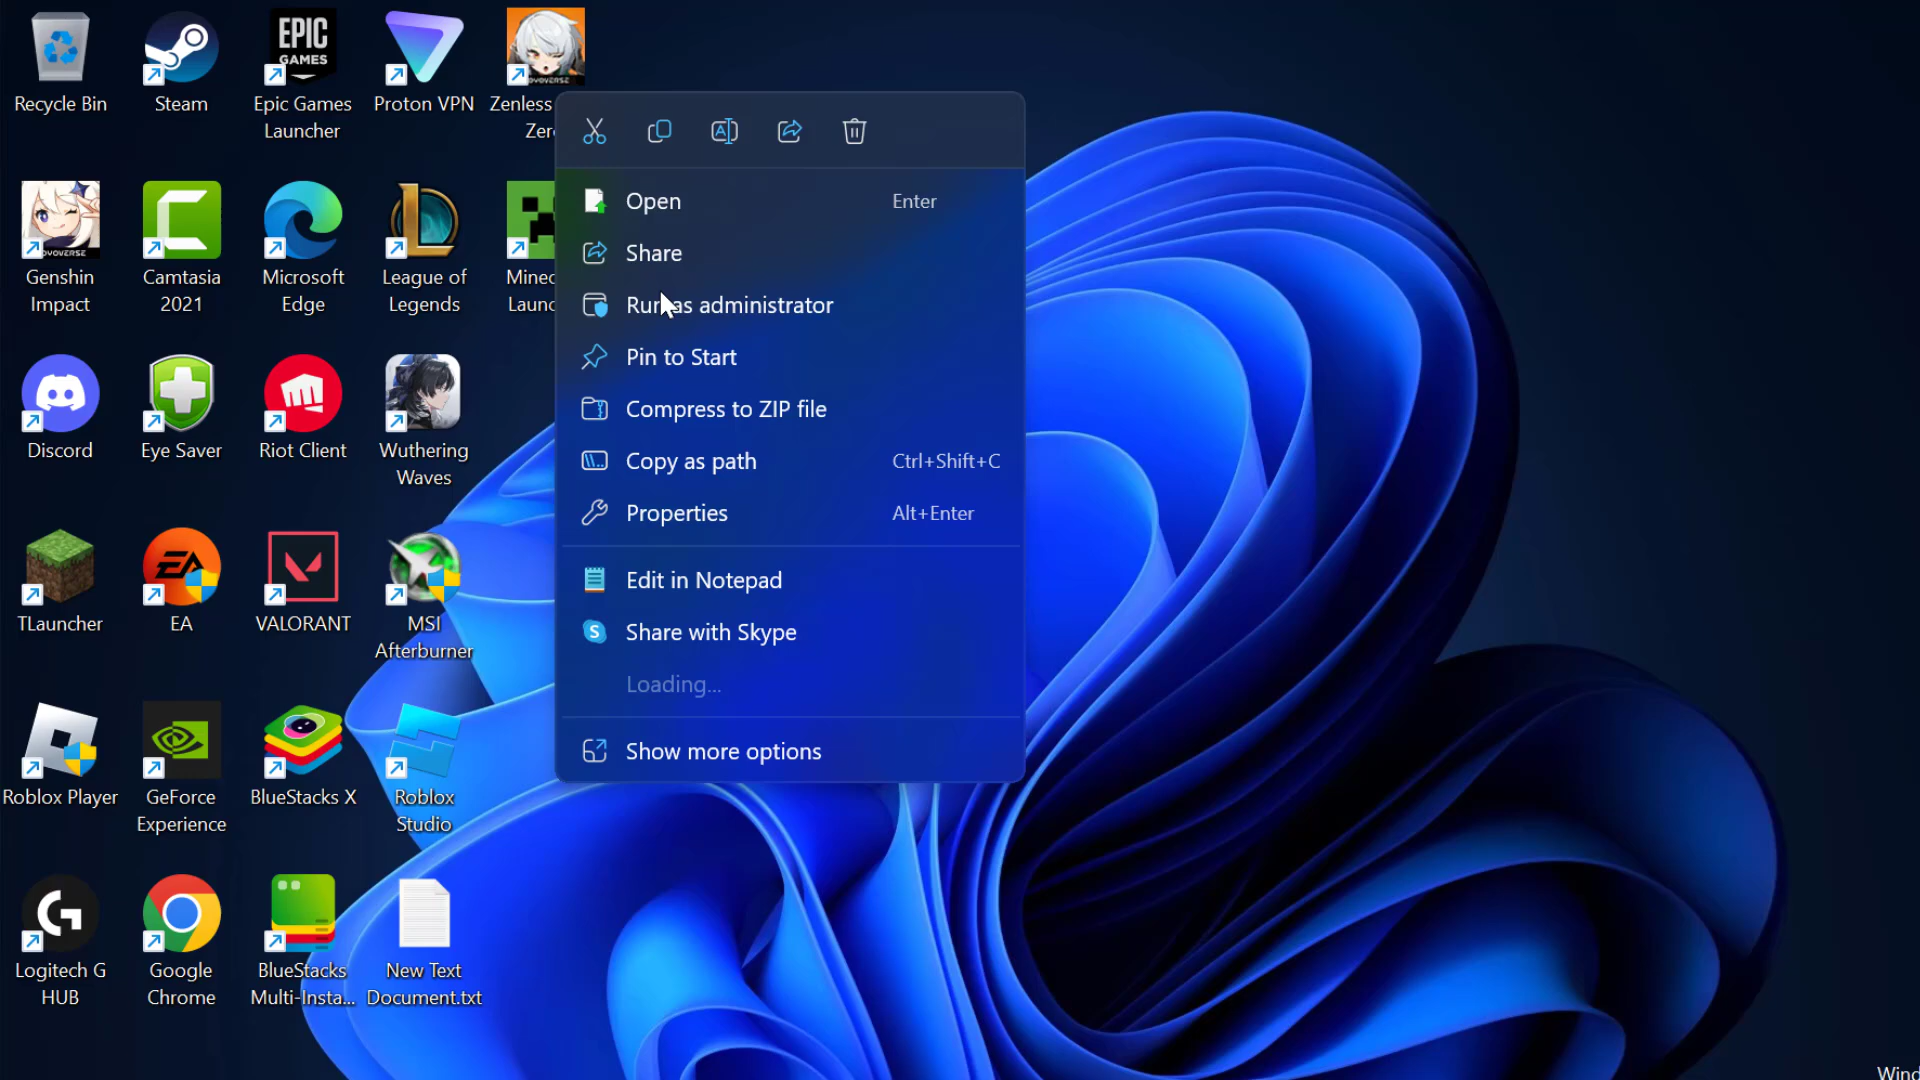 Recycle Bin
Steam
EPIC
GAMES
Epic Games
Launcher
Proton VPN
Zenless
Zero
Genshin
Impact
Camtasia
2021
Microsoft
Edge
League of
Legends
Discord
Eye Saver
Riot Client
Wuthering
Waves
TLauncher
EA
EA
VALORANT
MSI
Afterburner
Roblox Player
GeForce
Experience
BlueStacks X
Roblox
Studio
Logitech G
HUB
Google
Chrome
BlueStacks
Multi-Insta...
New Text
Document.txt
Open Enter
Share
Run as administrator
Pin to Start
Compress to ZIP file
Copy as path Ctrl+Shift+C
Properties Alt+Enter
Edit in Notepad
Share with Skype
Loading...
Show more options